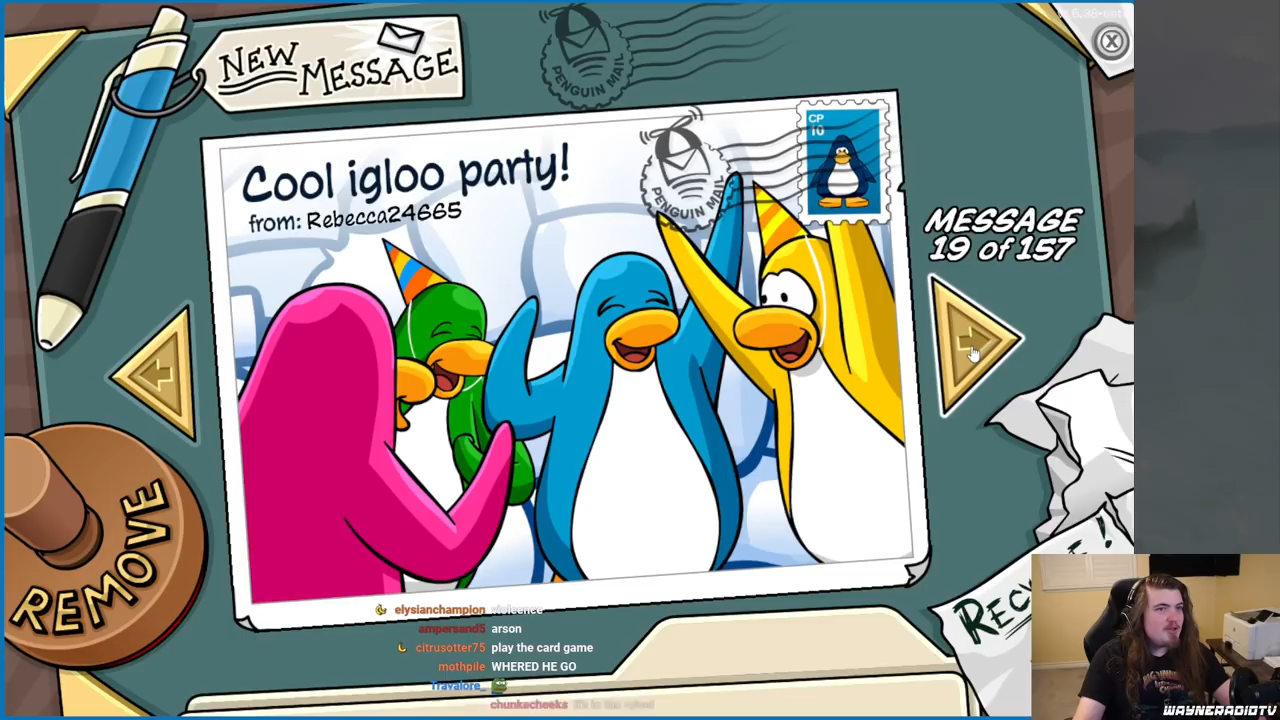 NEW MESSAGE
PENGUIN MAIL
Cool igloo party!
from: Rebecca24665
PENGUIN MAIL
CP
10
MESSAGE
19 of 157
REMOVE
elysianchampion
ampersand5 arson
citrusotter75 play the card game
mothpile WHERED HE GO
Travalore_
chunkecheeks
WAYNERADIOTV